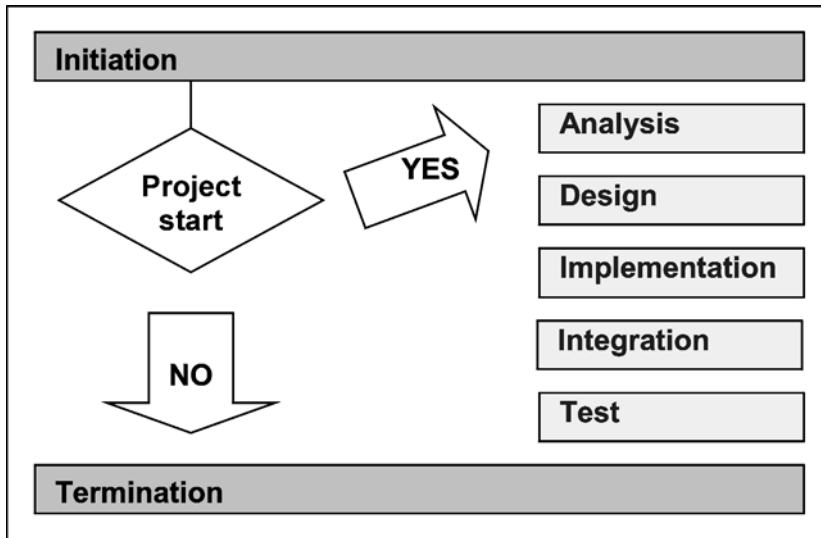 Initiation
Project
start
YES
Analysis
Design
Implementation
Integration
Test
NO
Termination